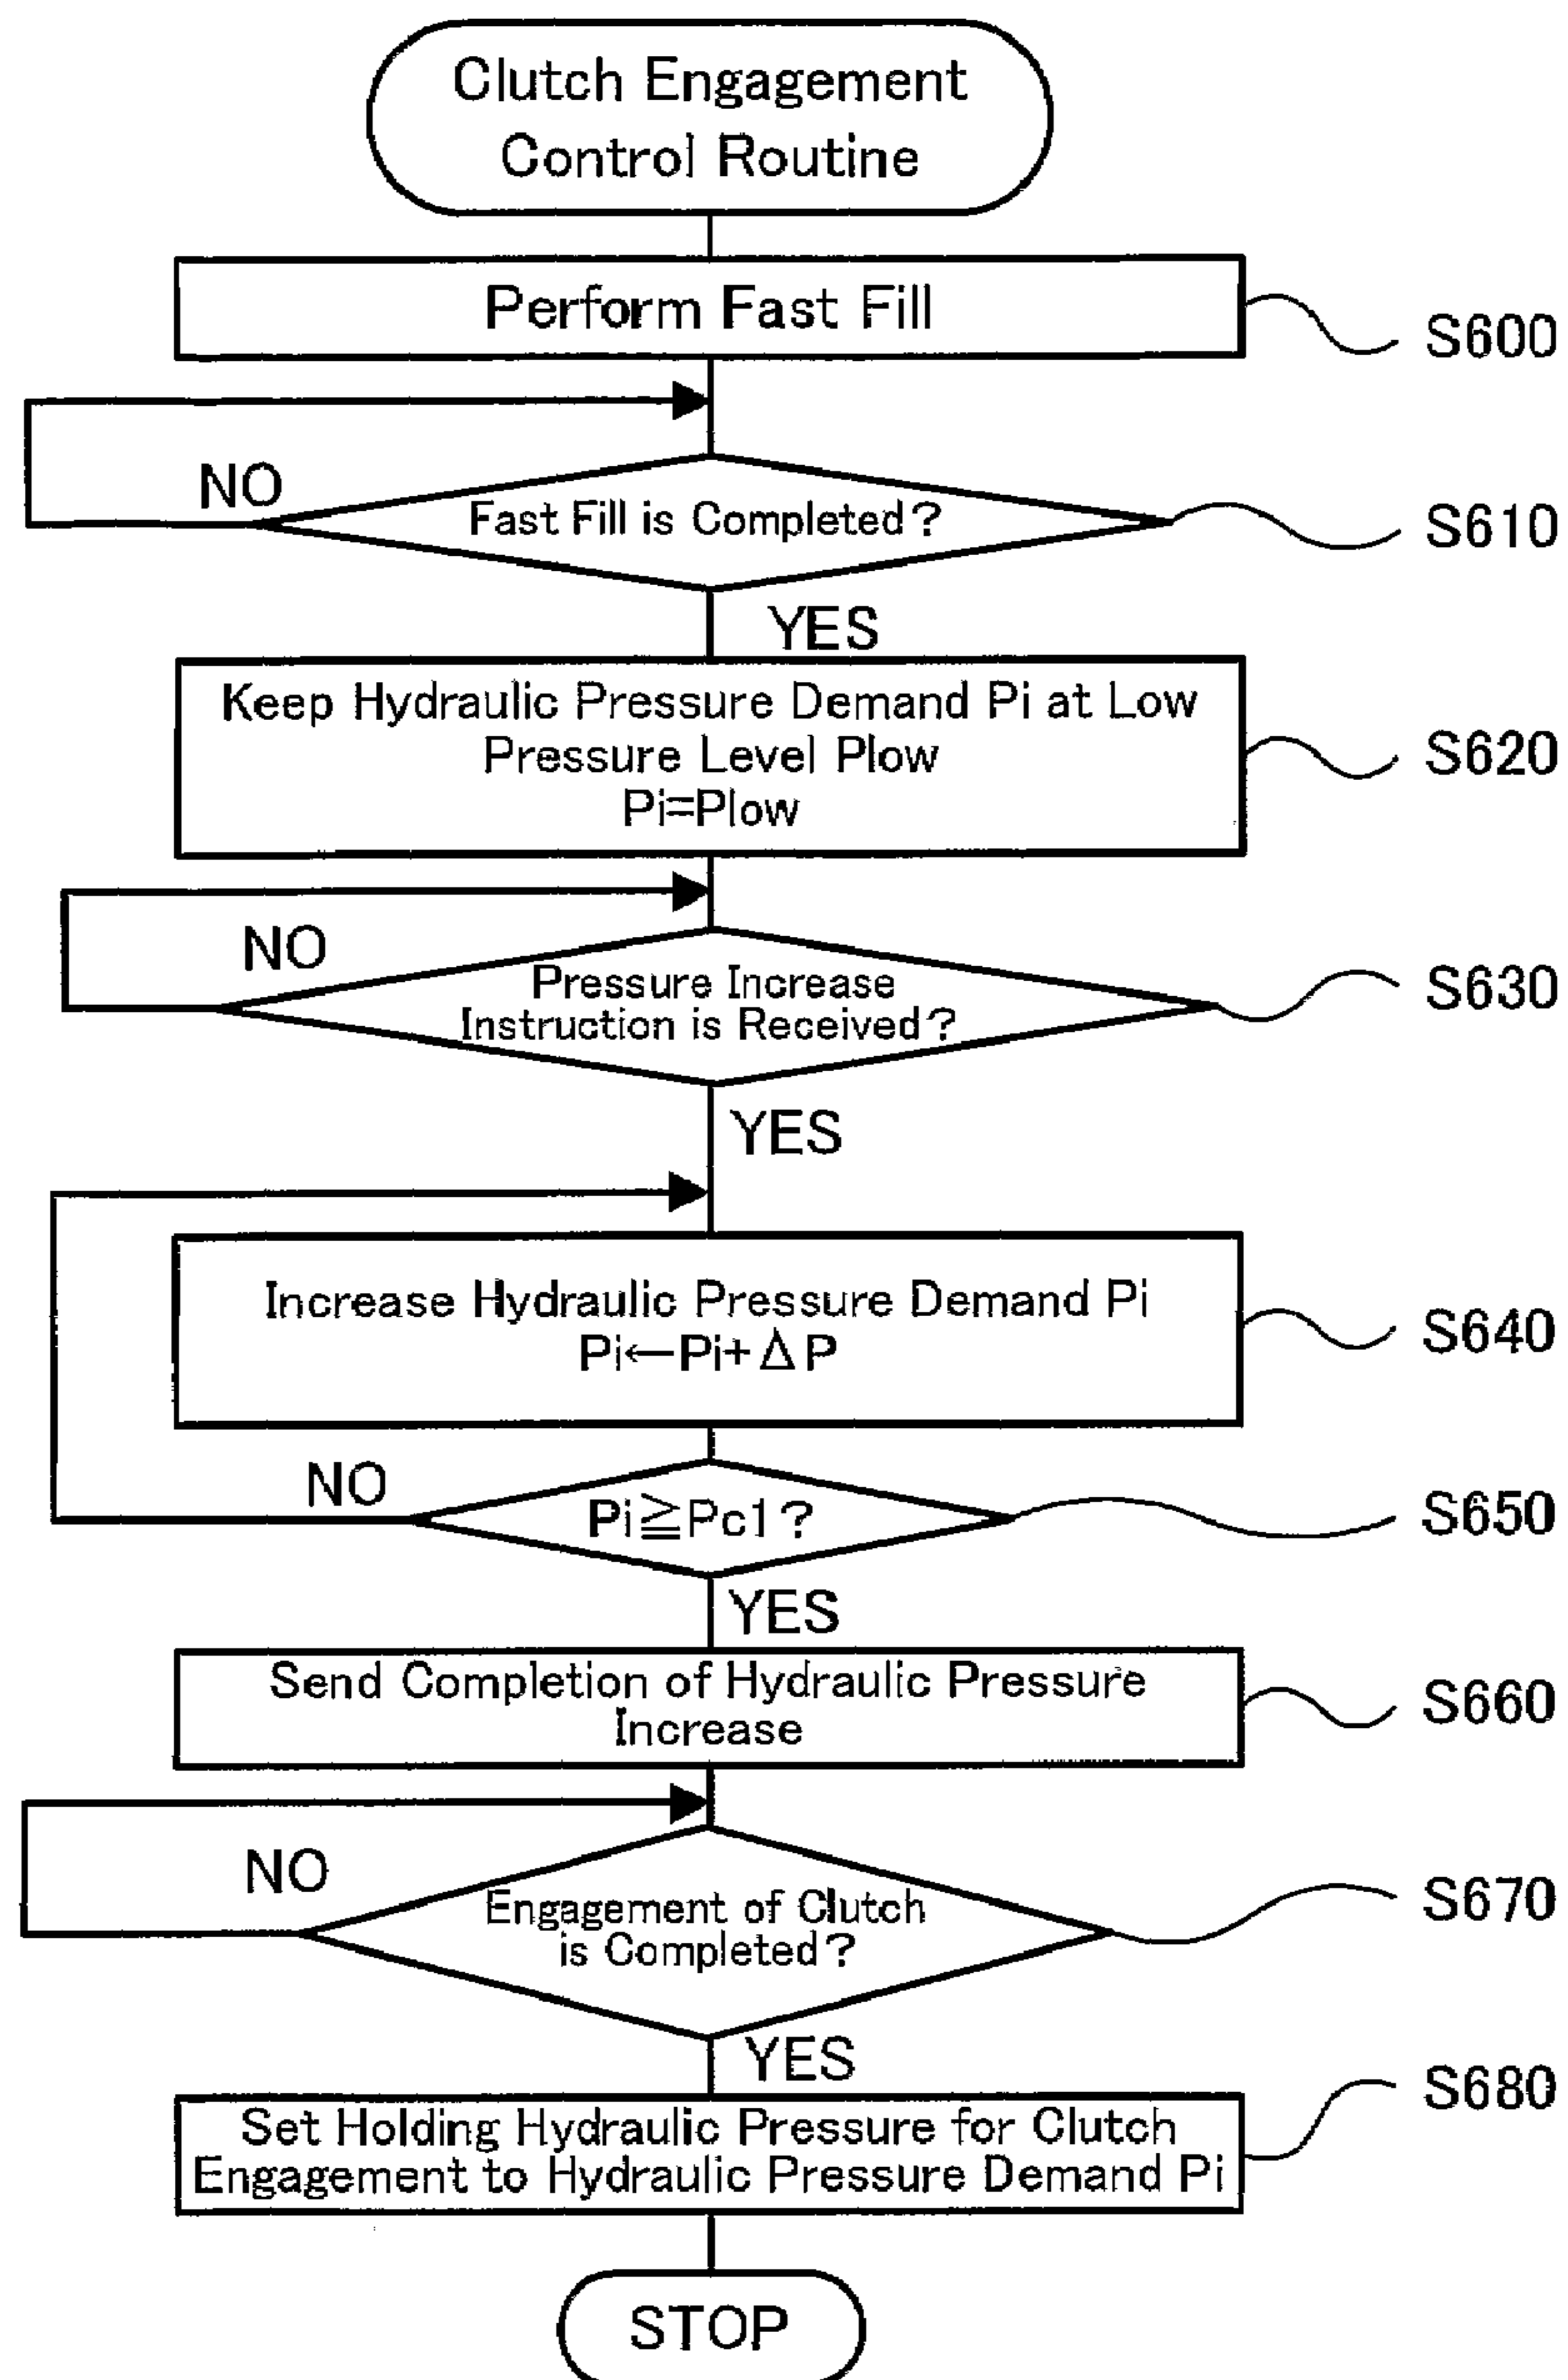 Clutch Engagement
Control Routine
Perform Fast Fill
S600
NO
Fast Fill is Completed?
S610
YES
Keep Hydraulic Pressure Demand Pi at Low
Pressure Level Plow
Pi=Plow
S620
NO
Pressure Increase
Instruction is Received?
S630
YES
Increase Hydraulic Pressure Demand Pi
Pi←Pi+ΔP
S640
NO
Pi≧Pc1?
S650
YES
Send Completion of Hydraulic Pressure
Increase
S660
NO
Engagement of Clutch
is Completed?
S670
YES
Set Holding Hydraulic Pressure for Clutch
Engagement to Hydraulic Pressure Demand Pi
S680
STOP